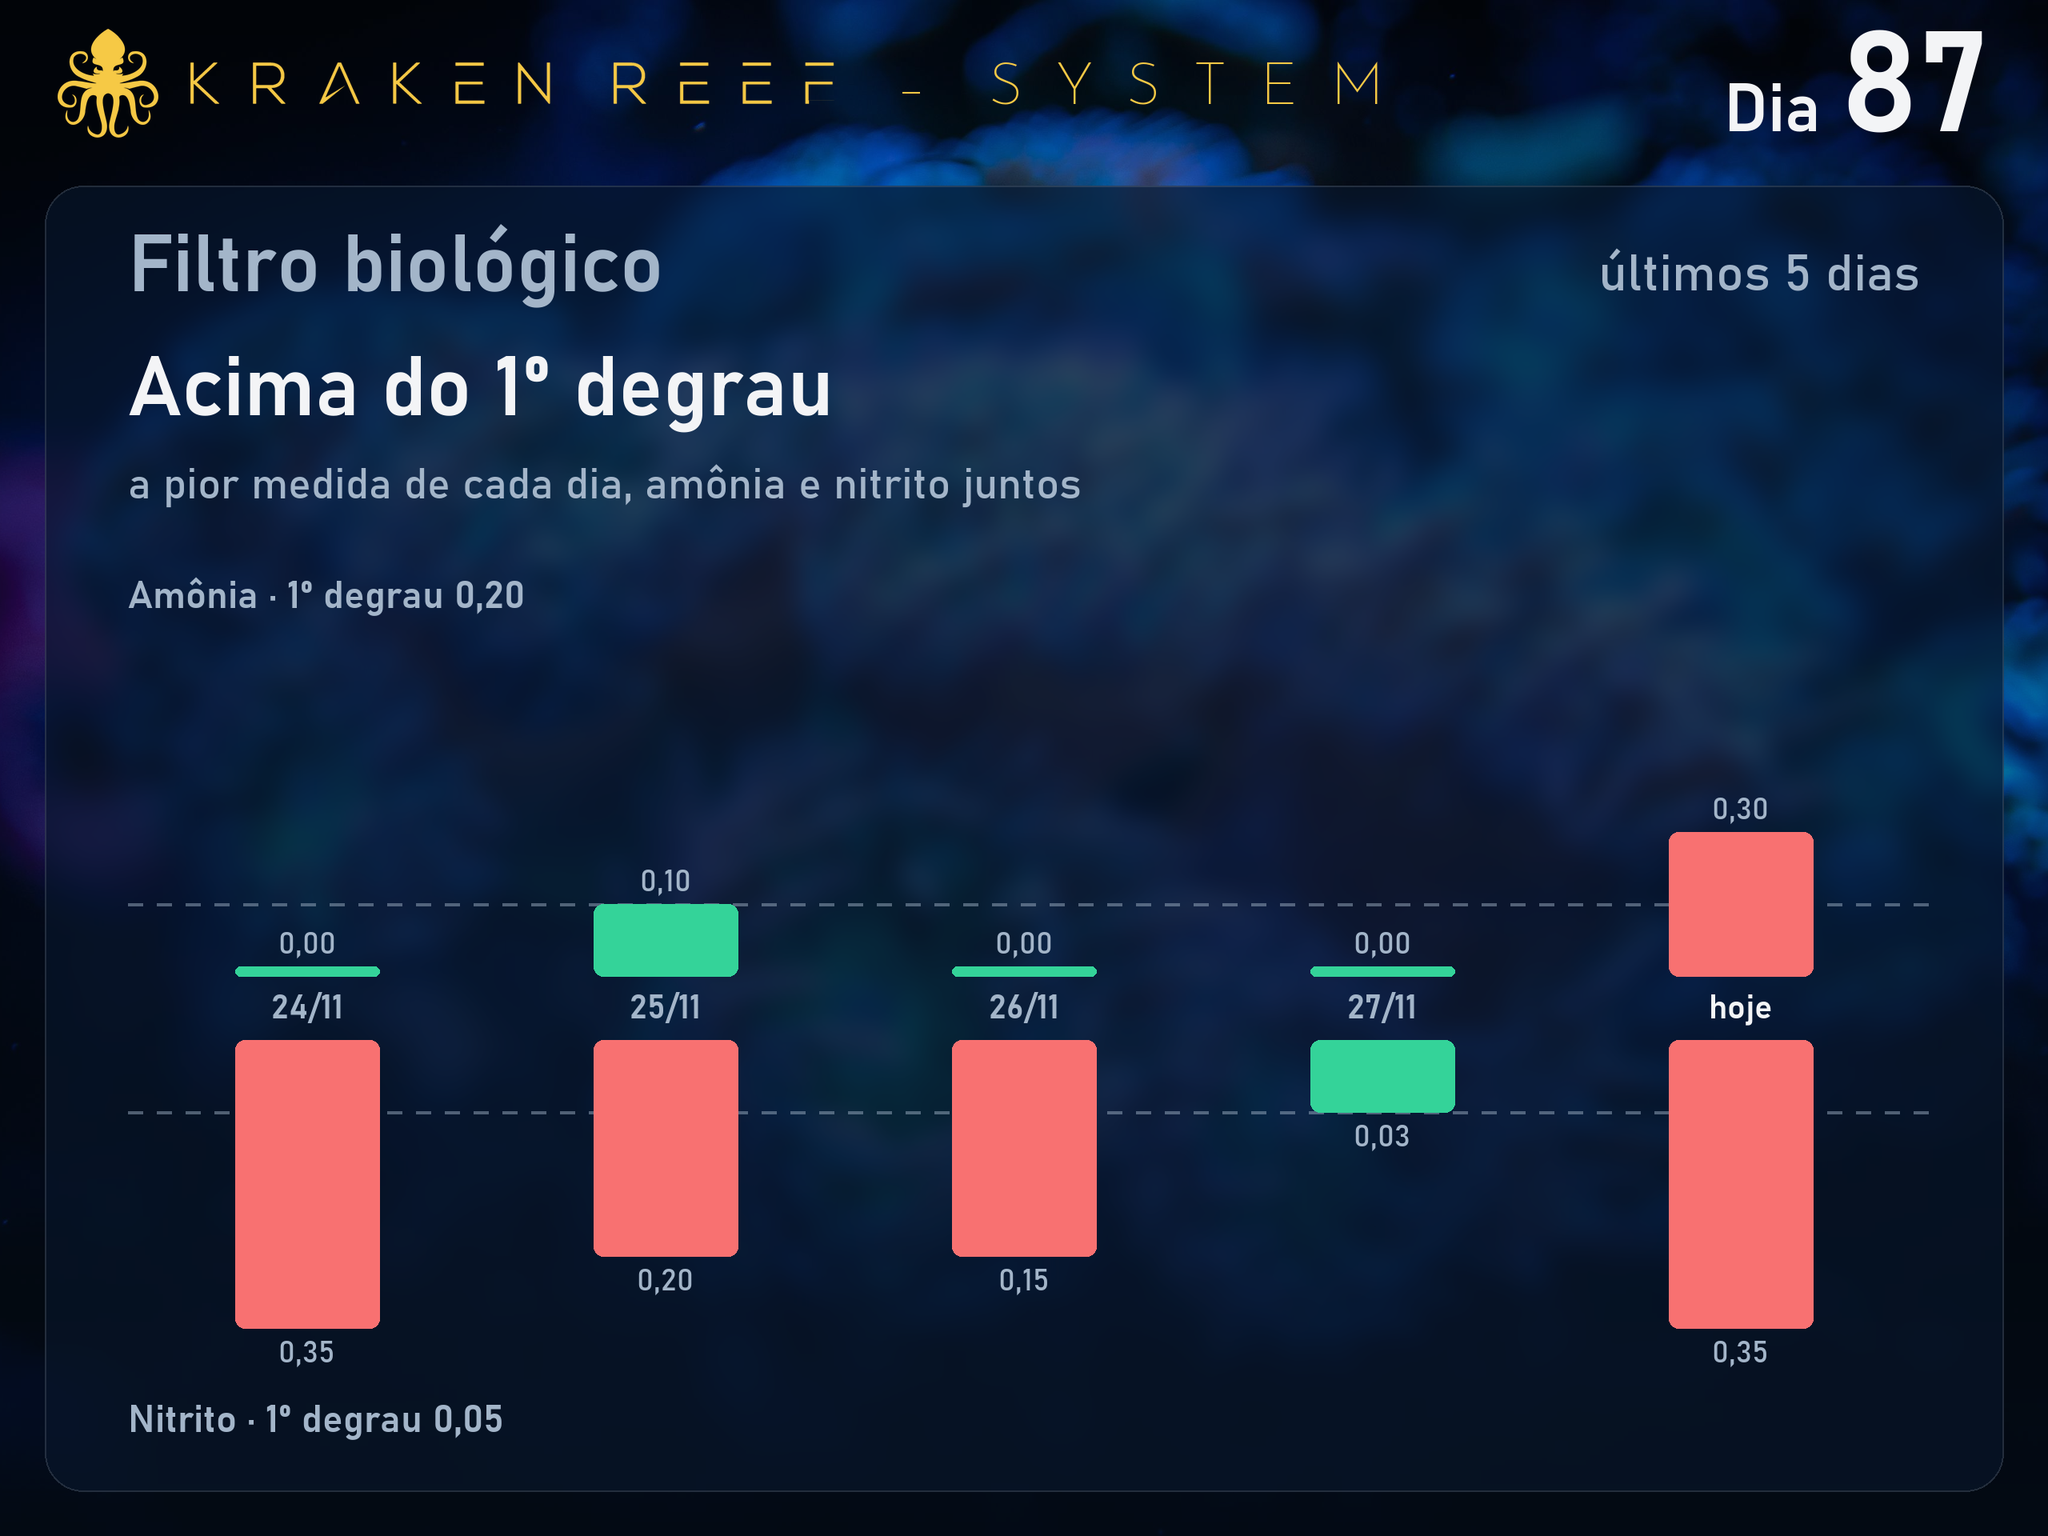 KRAKEN REEF - SYSTEM
Dia 87
Filtro biológico
últimos 5 dias
Acima do 1º degrau
a pior medida de cada dia, amônia e nitrito juntos
Amônia · 1º degrau 0,20
0,00 0,10 0,00 0,00 0,30
24/11 25/11 26/11 27/11 hoje
0,35 0,20 0,15 0,03 0,35
Nitrito · 1º degrau 0,05